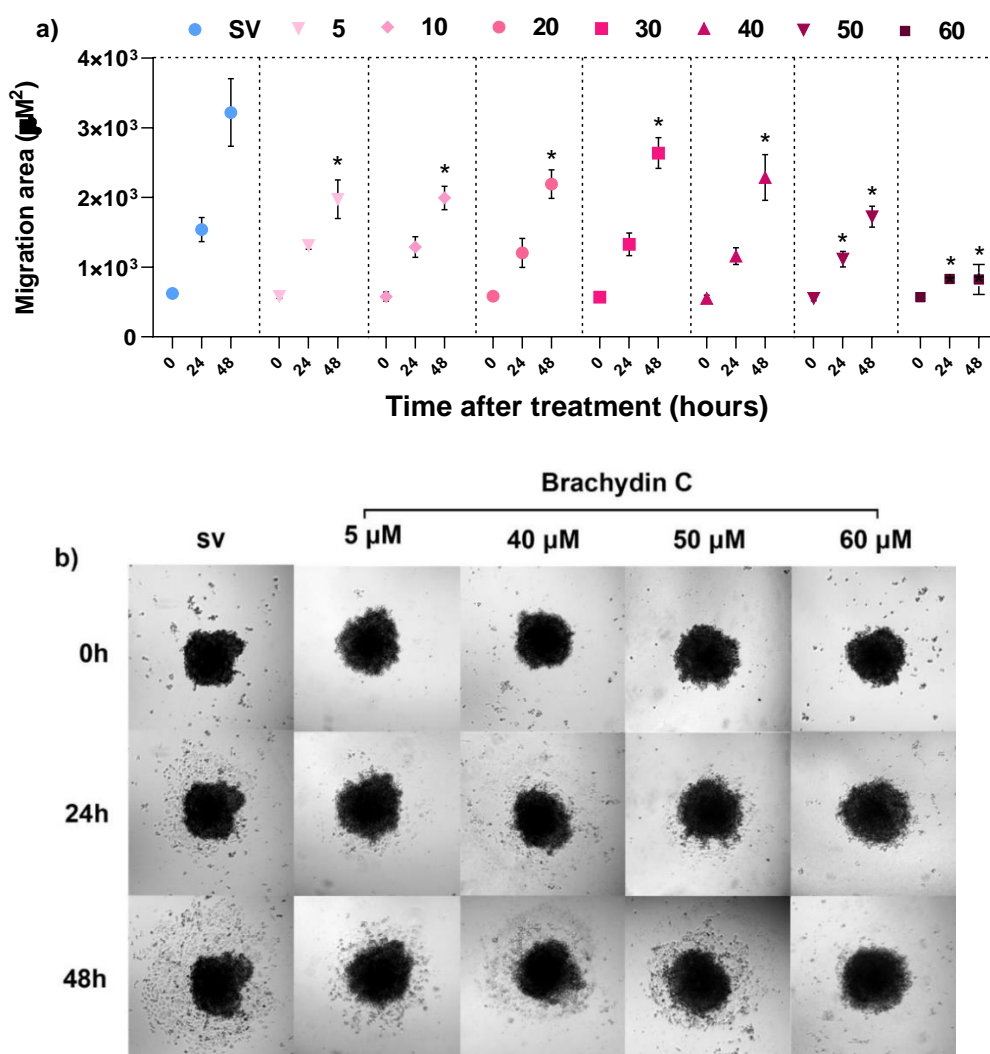 a) SV 5 10 20 30 40 50 60
4×10³
3×10³
2×10³
1×10³
0
Migration area (µM²)
* * * * * * * * * *
0 24 48 0 24 48 0 24 48 0 24 48 0 24 48 0 24 48 0 24 48 0 24 48
Time after treatment (hours)
Brachydin C
b) SV 5 µM 40 µM 50 µM 60 µM
0h
24h
48h